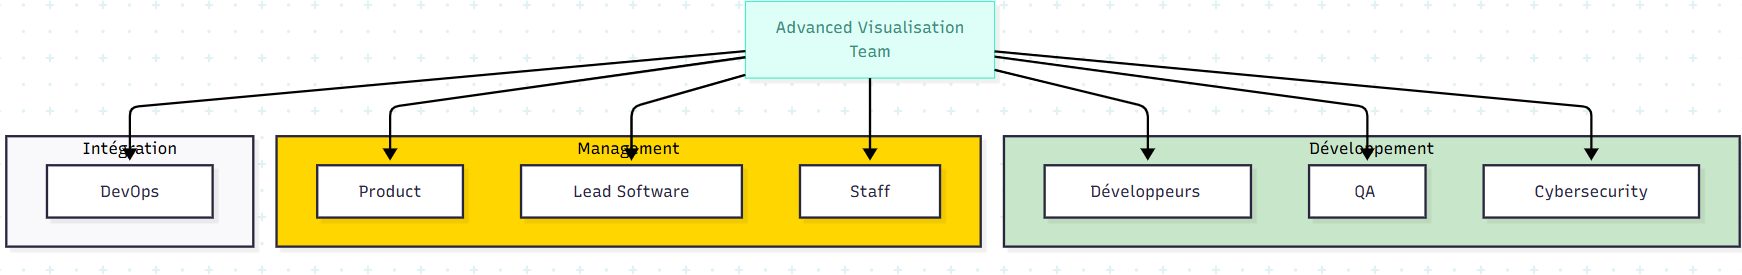 Advanced Visualisation
Team
Intégration
Management
Développement
DevOps
Product
Lead Software
Staff
Développeurs
QA
Cybersecurity